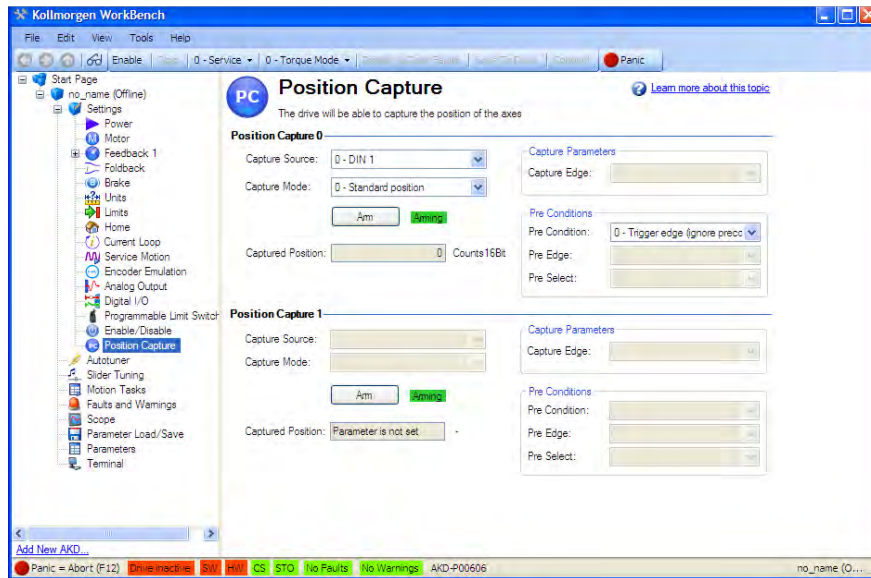 Kollmorgen WorkBench
File Edit View Tools Help
Enable 0 - Service 0 - Torque Mode Panic
Start Page
no_name (Offline)
Settings
Power
Motor
Feedback 1
Foldback
Brake
Units
Limits
Home
Current Loop
Service Motion
Encoder Emulation
Analog Output
Digital I/O
Programmable Limit Switch
Enable/Disable
PC Position Capture
Autotuner
Slider Tuning
Motion Tasks
Faults and Warnings
Scope
Parameter Load/Save
Parameters
Terminal
Add New AKD...
PC Position Capture
Learn more about this topic
The drive will be able to capture the position of the axes
Position Capture 0
Capture Source: 0 - DIN 1
Capture Mode: 0 - Standard position
Arm Arming
Captured Position: 0 Counts16Bit
Capture Parameters
Capture Edge:
Pre Conditions
Pre Condition: 0 - Trigger edge (ignore precc
Pre Edge:
Pre Select:
Position Capture 1
Capture Source:
Capture Mode:
Arm Arming
Captured Position: Parameter is not set -
Capture Parameters
Capture Edge:
Pre Conditions
Pre Condition:
Pre Edge:
Pre Select:
Panic = Abort (F12) Drive Inactive SW HW CS STO No Faults No Warnings AKD-P00606 no_name (O...